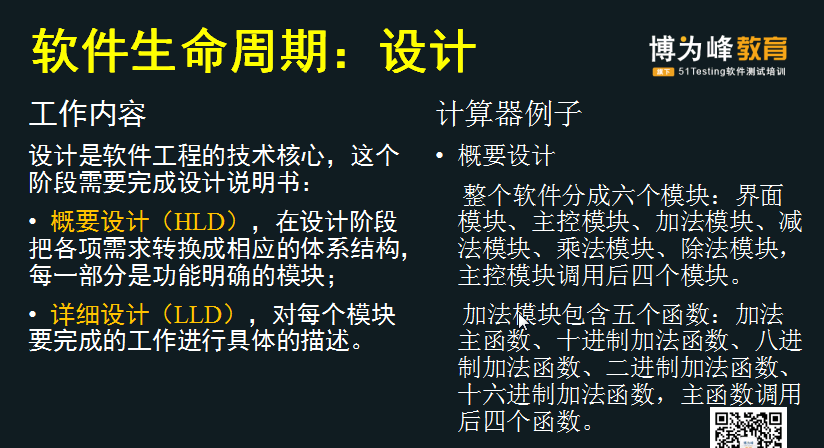 软件生命周期：设计
博为峰教育
旗下 51Testing软件测试培训
工作内容
设计是软件工程的技术核心，这个
阶段需要完成设计说明书：
• 概要设计（HLD），在设计阶段
把各项需求转换成相应的体系结构，
每一部分是功能明确的模块；
• 详细设计（LLD），对每个模块
要完成的工作进行具体的描述。
计算器例子
• 概要设计
整个软件分成六个模块：界面
模块、主控模块、加法模块、减
法模块、乘法模块、除法模块，
主控模块调用后四个模块。
加法模块包含五个函数：加法
主函数、十进制加法函数、八进
制加法函数、二进制加法函数、
十六进制加法函数，主函数调用
后四个函数。